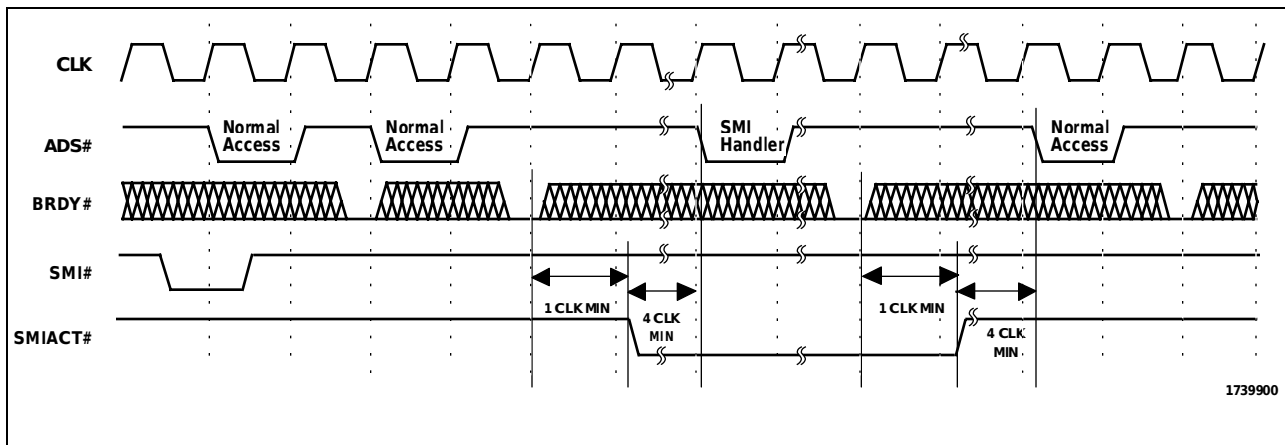 CLK
ADS#
Normal
Access
Normal
Access
SMI
Handler
Normal
Access
BRDY#
SMI#
1 CLK MIN
4 CLK
MIN
1 CLK MIN
4 CLK
MIN
SMIACT#
1739900